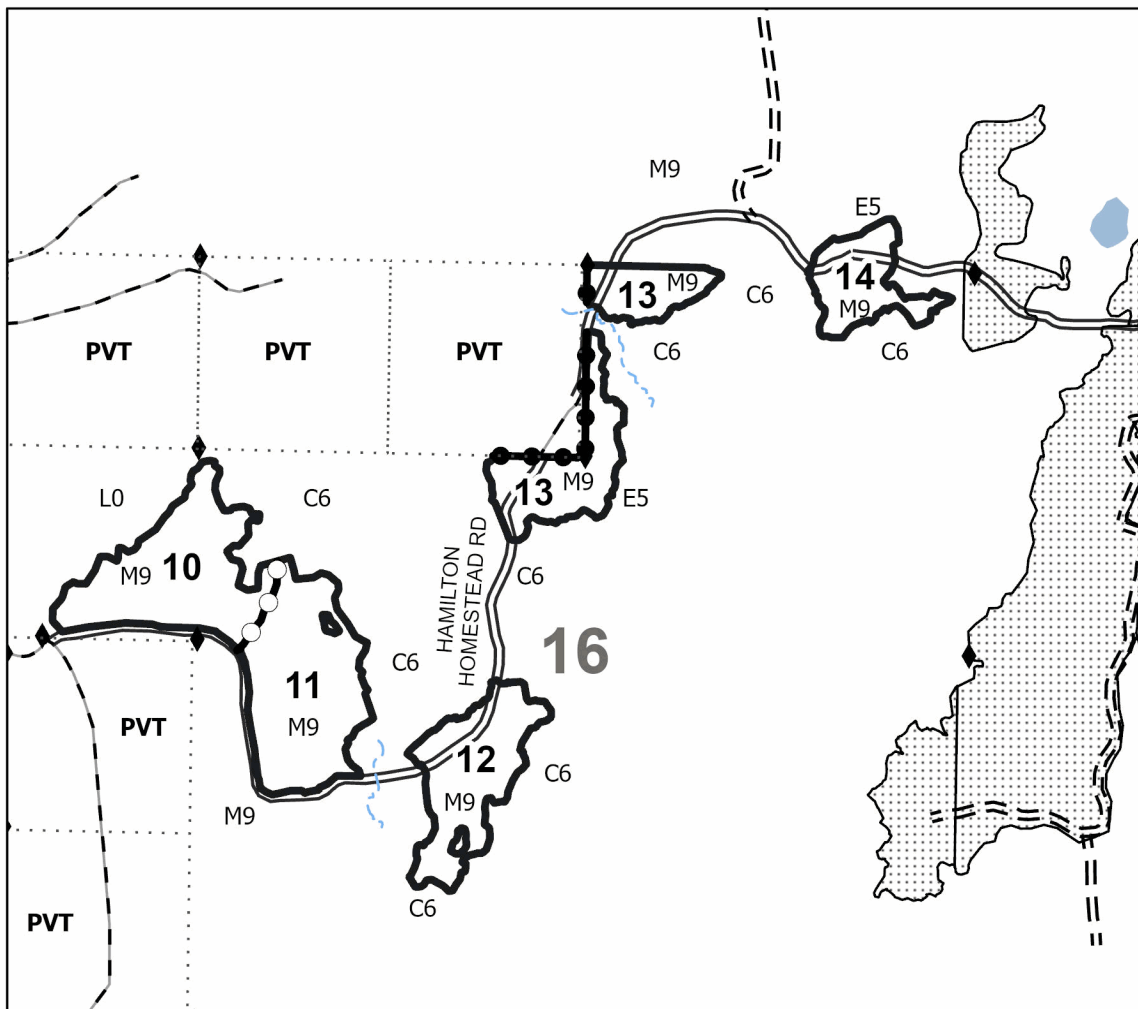 M9
E5
M9
13
C6
14
M9
C6
C6
PVT
PVT
PVT
M9
13
E5
L0
C6
M9 10
C6
HAMILTON
HOMESTEAD RD
16
C6
11
M9
PVT
12
C6
M9
M9
C6
PVT